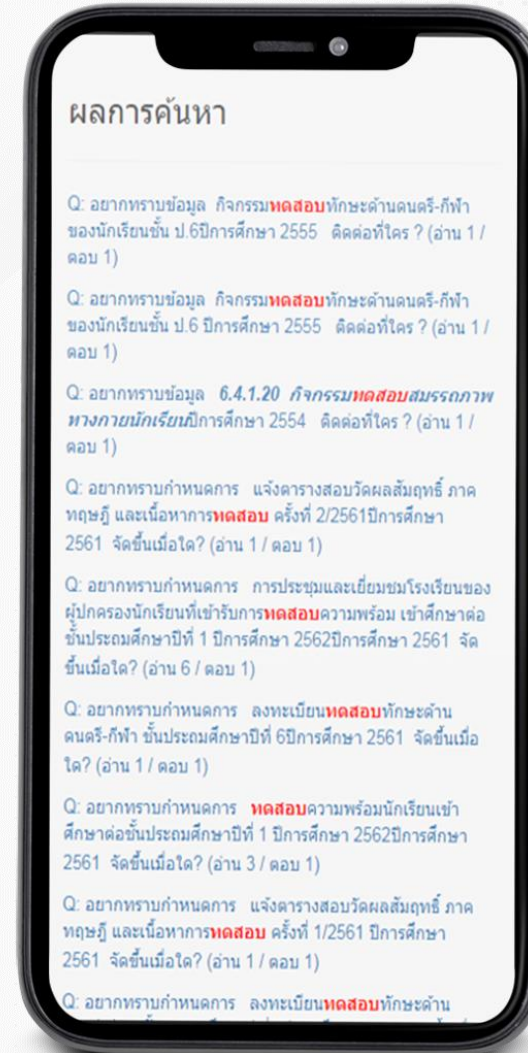 ผลการค้นหา
Q: อยากทราบข้อมูล กิจกรรมทดสอบทักษะด้านดนตรี-กีฬา
ของนักเรียนชั้น ป.6ปีการศึกษา 2555 ติดต่อที่ใคร ? (อ่าน 1 /
ตอบ 1)
Q: อยากทราบข้อมูล กิจกรรมทดสอบทักษะด้านดนตรี-กีฬา
ของนักเรียนชั้น ป.6 ปีการศึกษา 2555 ติดต่อที่ใคร ? (อ่าน 1 /
ตอบ 1)
Q: อยากทราบข้อมูล 6.4.1.20 กิจกรรมทดสอบสมรรถภาพ
ทางกายนักเรียนปีการศึกษา 2554 ติดต่อที่ใคร ? (อ่าน 1 /
ตอบ 1)
Q: อยากทราบกำหนดการ แจ้งตารางสอบวัดผลสัมฤทธิ์ ภาค
ทฤษฎี และเนื้อหาการทดสอบ ครั้งที่ 2/2561ปีการศึกษา
2561 จัดขึ้นเมื่อใด? (อ่าน 1 / ตอบ 1)
Q: อยากทราบกำหนดการ การประชุมและเยี่ยมชมโรงเรียนของ
ผู้ปกครองนักเรียนที่เข้ารับการทดสอบความพร้อม เข้าศึกษาต่อ
ชั้นประถมศึกษาปีที่ 1 ปีการศึกษา 2562ปีการศึกษา 2561 จัด
ขึ้นเมื่อใด? (อ่าน 6 / ตอบ 1)
Q: อยากทราบกำหนดการ ลงทะเบียนทดสอบทักษะด้าน
ดนตรี-กีฬา ชั้นประถมศึกษาปีที่ 6ปีการศึกษา 2561 จัดขึ้นเมื่อ
ใด? (อ่าน 1 / ตอบ 1)
Q: อยากทราบกำหนดการ ทดสอบความพร้อมนักเรียนเข้า
ศึกษาต่อชั้นประถมศึกษาปีที่ 1 ปีการศึกษา 2562ปีการศึกษา
2561 จัดขึ้นเมื่อใด? (อ่าน 3 / ตอบ 1)
Q: อยากทราบกำหนดการ แจ้งตารางสอบวัดผลสัมฤทธิ์ ภาค
ทฤษฎี และเนื้อหาการทดสอบ ครั้งที่ 1/2561 ปีการศึกษา
2561 จัดขึ้นเมื่อใด? (อ่าน 1 / ตอบ 1)
Q: อยากทราบกำหนดการ ลงทะเบียนทดสอบทักษะด้าน